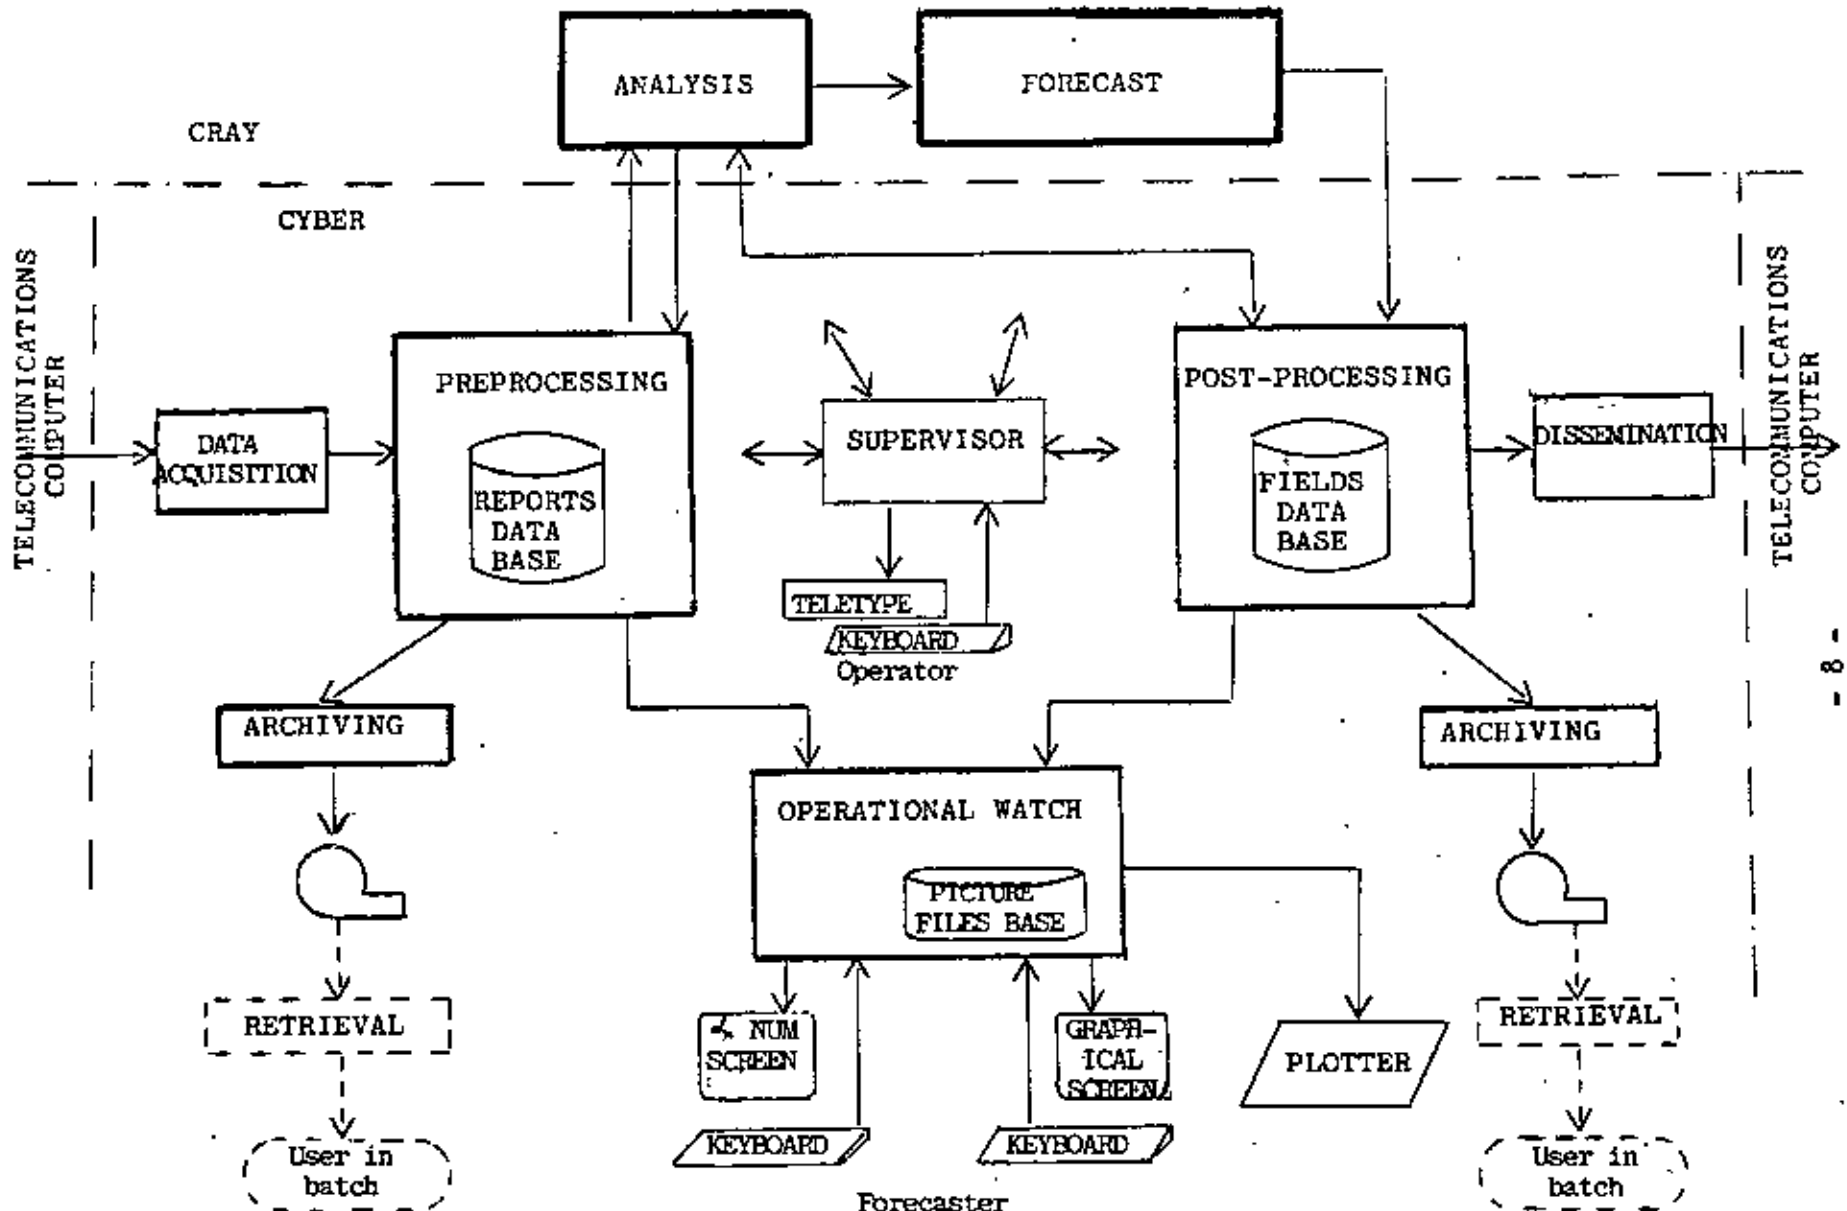 ANALYSIS
FORECAST
CRAY
CYBER
TELECOMMUNICATIONS
COMPUTER
DATA
ACQUISITION
PREPROCESSING
REPORTS
DATA
BASE
SUPERVISOR
TELETYPE
KEYBOARD
Operator
POST-PROCESSING
FIELDS
DATA
BASE
DISSEMINATION
TELECOMMUNICATIONS
COMPUTER
- 8 -
ARCHIVING
ARCHIVING
OPERATIONAL WATCH
PICTURE
FILES BASE
RETRIEVAL
NUM
SCREEN
GRAPH-
ICAL
SCREEN
PLOTTER
RETRIEVAL
User in
batch
KEYBOARD
KEYBOARD
Forecaster
User in
batch